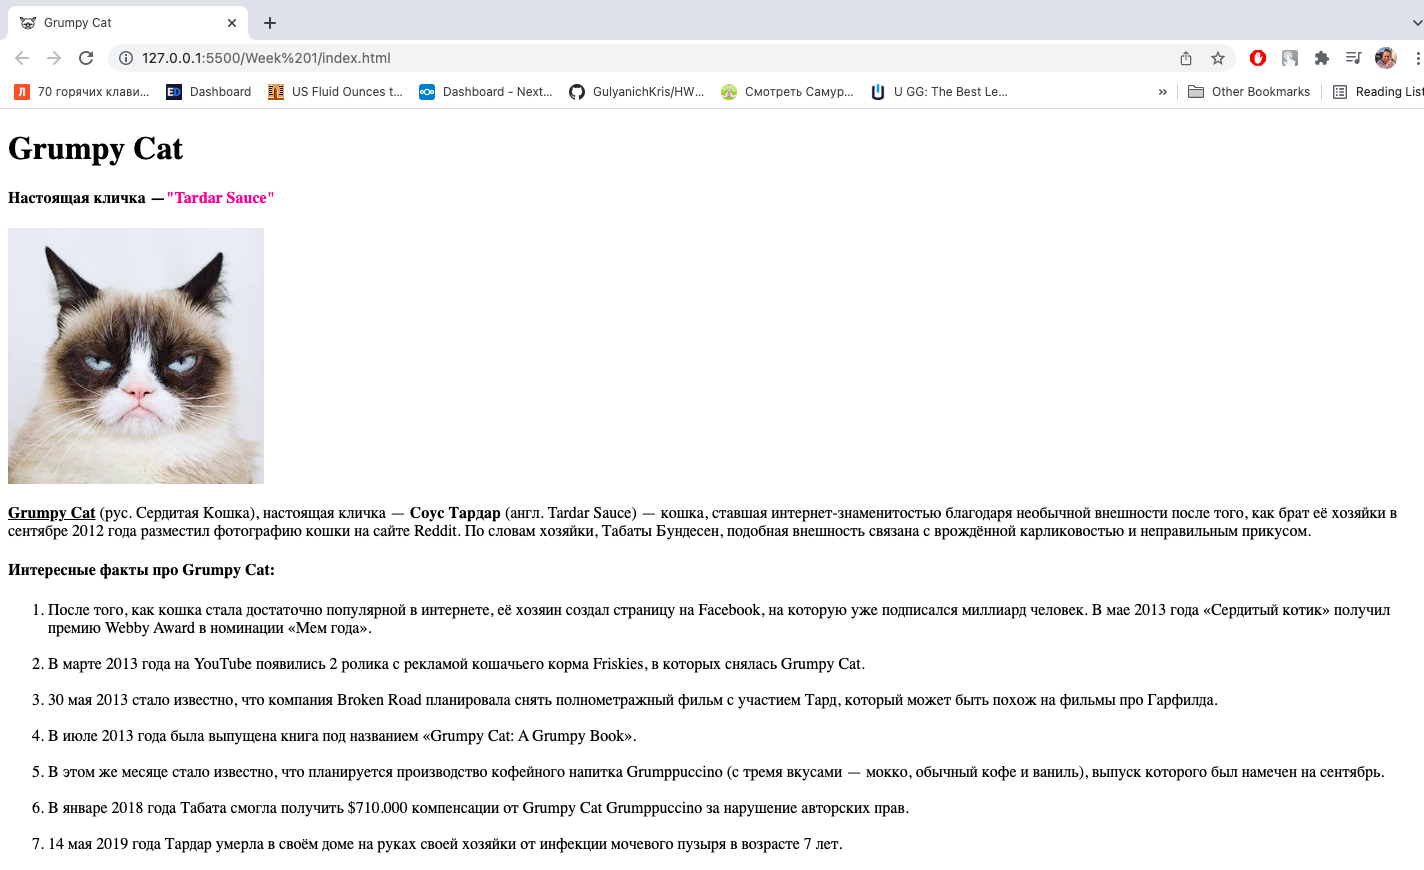 Grumpy Cat
127.0.0.1:5500/Week%201/index.html
70 горячих клави...
Dashboard
US Fluid Ounces t...
Dashboard - Next...
GulyanichKris/HW...
Смотреть Самур...
U GG: The Best Le...
»
Other Bookmarks
Reading List
Grumpy Cat
Настоящая кличка — "Tardar Sauce"
Grumpy Cat (рус. Сердитая Кошка), настоящая кличка — Соус Тардар (англ. Tardar Sauce) — кошка, ставшая интернет-знаменитостью благодаря необычной внешности после того, как брат её хозяйки в
сентябре 2012 года разместил фотографию кошки на сайте Reddit. По словам хозяйки, Табаты Бундесен, подобная внешность связана с врождённой карликовостью и неправильным прикусом.
Интересные факты про Grumpy Cat:
1. После того, как кошка стала достаточно популярной в интернете, её хозяин создал страницу на Facebook, на которую уже подписался миллиард человек. В мае 2013 года «Сердитый котик» получил
премию Webby Award в номинации «Мем года».
2. В марте 2013 года на YouTube появились 2 ролика с рекламой кошачьего корма Friskies, в которых снялась Grumpy Cat.
3. 30 мая 2013 стало известно, что компания Broken Road планировала снять полнометражный фильм с участием Тард, который может быть похож на фильмы про Гарфилда.
4. В июле 2013 года была выпущена книга под названием «Grumpy Cat: A Grumpy Book».
5. В этом же месяце стало известно, что планируется производство кофейного напитка Grumppuccino (с тремя вкусами — мокко, обычный кофе и ваниль), выпуск которого был намечен на сентябрь.
6. В январе 2018 года Табата смогла получить $710.000 компенсации от Grumpy Cat Grumppuccino за нарушение авторских прав.
7. 14 мая 2019 года Тардар умерла в своём доме на руках своей хозяйки от инфекции мочевого пузыря в возрасте 7 лет.